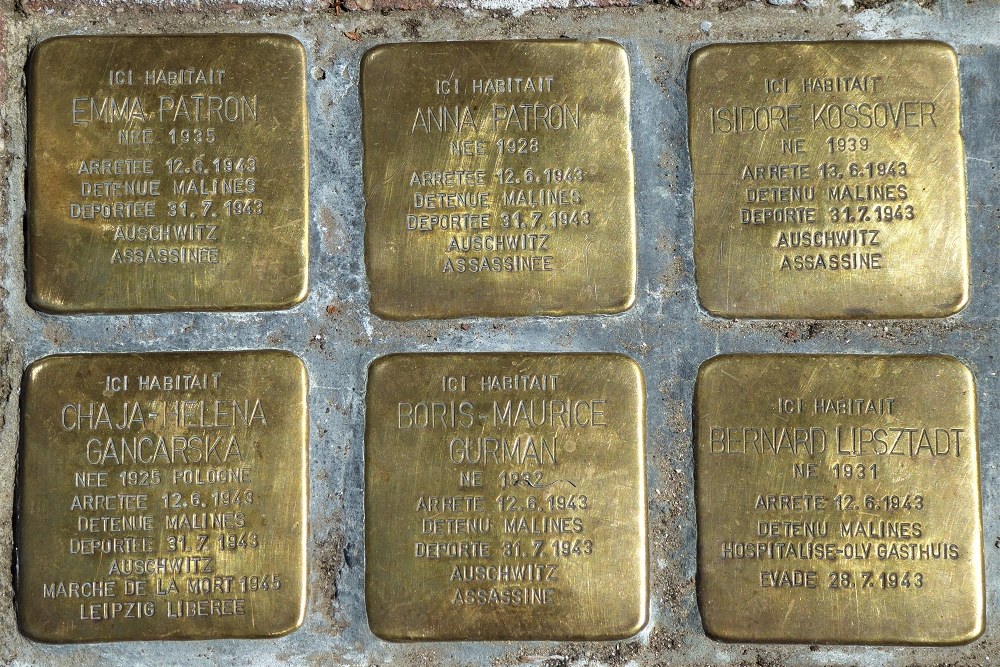 ICI HABITAIT
EMMA PATRON
NEE 1935
ARRETEE 12.6.1943
DETENUE MALINES
DEPORTEE 31.7.1943
AUSCHWITZ
ASSASSINEE
ICI HABITAIT
ANNA PATRON
NEE 1928
ARRETEE 12.6.1943
DETENUE MALINES
DEPORTEE 31.7.1943
AUSCHWITZ
ASSASSINEE
ICI HABITAIT
ISIDORE KOSSOVER
NE 1939
ARRETE 13.6.1943
DETENU MALINES
DEPORTE 31.7.1943
AUSCHWITZ
ASSASSINE
ICI HABITAIT
CHAJA-HELENA
GANCARSKA
NEE 1925 POLOGNE
ARRETEE 12.6.1943
DETENUE MALINES
DEPORTEE 31.7.1943
AUSCHWITZ
MARCHE DE LA MORT 1945
LEIPZIG LIBEREE
ICI HABITAIT
BORIS-MAURICE
GURMAN
NE
ARRETE 12.6.1943
DETENU MALINES
DEPORTE 31.7.1943
AUSCHWITZ
ASSASSINE
ICI HABITAIT
BERNARD LIPSZTADT
NE 1931
ARRETE 12.6.1943
DETENU MALINES
HOSPITALISE-OLV GASTHUIS
EVADE 28.7.1943